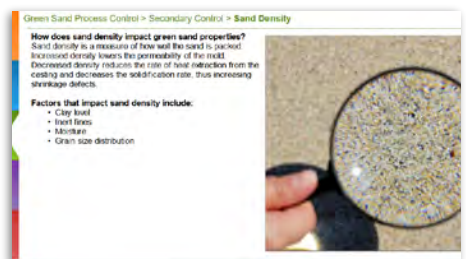 Green Sand Process Control > Secondary Control > Sand Density
How does sand density impact green sand properties?
Sand density is a measure of how well the sand is packed.
Increased density lowers the permeability of the mold.
Decreased density reduces the rate of heat extraction from the
casting and decreases the solidification rate, thus increasing
shrinkage defects.
Factors that impact sand density include:
• Clay level
• Inert fines
• Moisture
• Grain size distribution